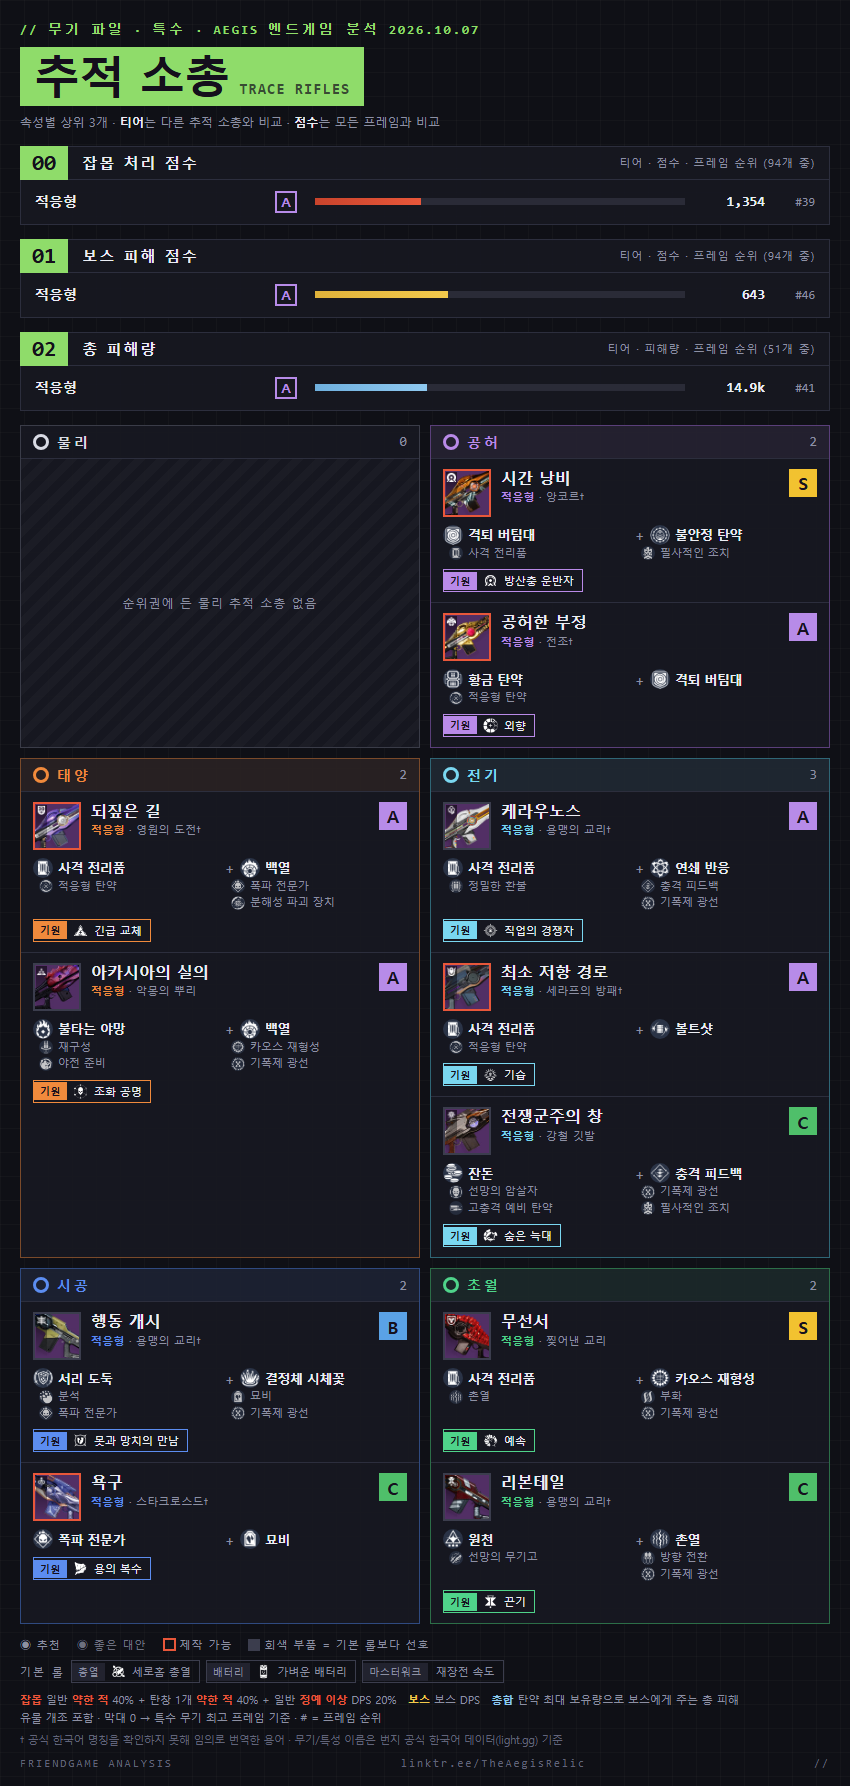 // 무기 파일 · 특수 · AEGIS 엔드게임 분석 2026.10.07
추적 소총 TRACE RIFLES
속성별 상위 3개 · 티어는 다른 추적 소총와 비교 · 점수는 모든 프레임과 비교
00 잡몹 처리 점수 티어 · 점수 · 프레임 순위 (94개 중)
적응형 A 1,354 #39
01 보스 피해 점수 티어 · 점수 · 프레임 순위 (94개 중)
적응형 A 643 #46
02 총 피해량 티어 · 피해량 · 프레임 순위 (51개 중)
적응형 A 14.9k #41
물리 0
순위권에 든 물리 추적 소총 없음
공허 2
시간 낭비 S
적응형 · 앙코르†
격퇴 버팀대 + 불안정 탄약
사격 전리품 필사적인 조치
기원 방산충 운반자
공허한 부정 A
적응형 · 전조†
황금 탄약 + 격퇴 버팀대
적응형 탄약
기원 외향
태양 2
되짚은 길 A
적응형 · 영원의 도전†
사격 전리품 + 백열
적응형 탄약 폭파 전문가
분해성 파괴 장치
기원 긴급 교체
아카시아의 실의 A
적응형 · 악몽의 뿌리
불타는 야망 + 백열
재구성 카오스 재형성
야전 준비 기폭제 광선
기원 조화 공명
전기 3
케라우노스 A
적응형 · 용맹의 교리†
사격 전리품 + 연쇄 반응
정밀한 환불 충격 피드백
기폭제 광선
기원 직업의 경쟁자
최소 저항 경로 A
적응형 · 세라프의 방패†
사격 전리품 + 볼트샷
적응형 탄약
기원 기습
전쟁군주의 창 C
적응형 · 강철 깃발
잔돈 + 충격 피드백
선망의 암살자 기폭제 광선
고충격 예비 탄약 필사적인 조치
기원 숨은 늑대
시공 2
행동 개시 B
적응형 · 용맹의 교리†
서리 도둑 + 결정체 시체꽃
분석 묘비
폭파 전문가 기폭제 광선
기원 못과 망치의 만남
욕구 C
적응형 · 스타크로스드†
폭파 전문가 + 묘비
기원 용의 복수
초월 2
무선서 S
적응형 · 찢어낸 교리
사격 전리품 + 카오스 재형성
촌열 부화
기폭제 광선
기원 예속
리본테일 C
적응형 · 용맹의 교리†
원천 + 촌열
선망의 무기고 방향 전환
기폭제 광선
기원 끈기
추천 좋은 대안 제작 가능 회색 부품 = 기본 롤보다 선호
기본 롤 총열 세로홈 총열 배터리 가벼운 배터리 마스터워크 재장전 속도
잡몹 일반 약한 적 40% + 탄창 1개 약한 적 40% + 일반 정예 이상 DPS 20% 보스 보스 DPS 총합 탄약 최대 보유량으로 보스에게 주는 총 피해
유물 개조 포함 · 막대 0 → 특수 무기 최고 프레임 기준 · # = 프레임 순위
† 공식 한국어 명칭을 확인하지 못해 임의로 번역한 용어 · 무기/특성 이름은 번지 공식 한국어 데이터(light.gg) 기준
FRIENDGAME ANALYSIS linktr.ee/TheAegisRelic //